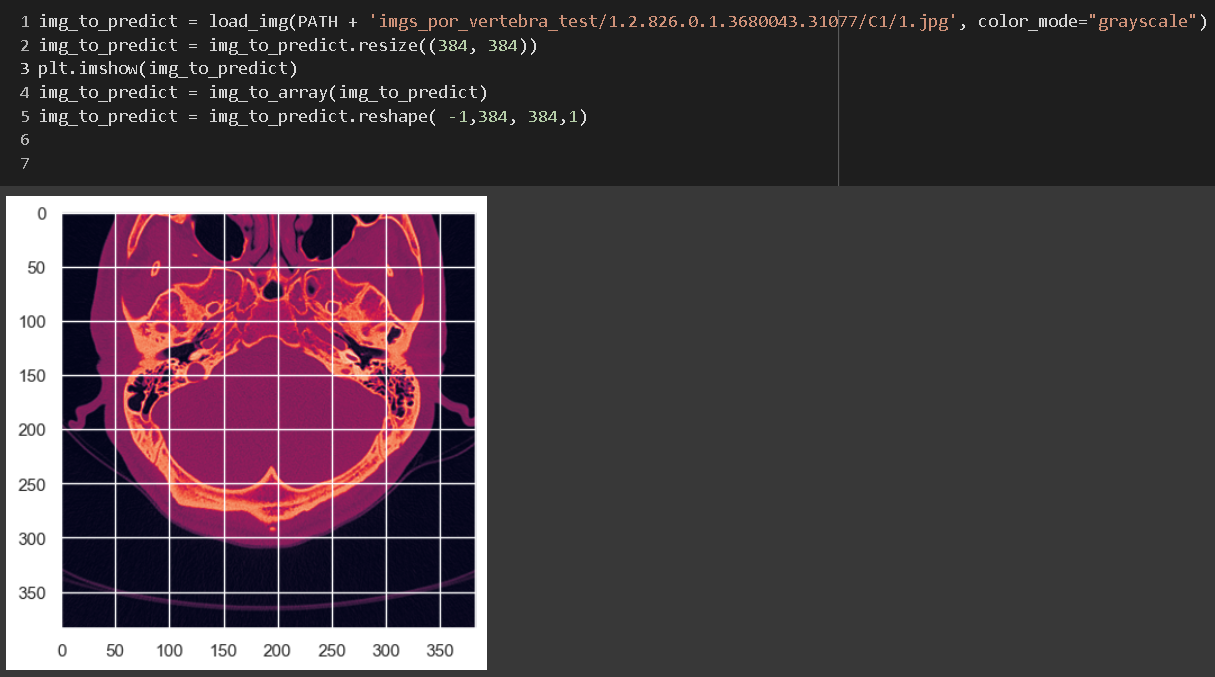 1 img_to_predict = load_img(PATH + 'imgs_por_vertebra_test/1.2.826.0.1.3680043.31077/C1/1.jpg', color_mode="grayscale")
2 img_to_predict = img_to_predict.resize((384, 384))
3 plt.imshow(img_to_predict)
4 img_to_predict = img_to_array(img_to_predict)
5 img_to_predict = img_to_predict.reshape( -1,384, 384,1)
6
7
0
50
100
150
200
250
300
350
0 50 100 150 200 250 300 350